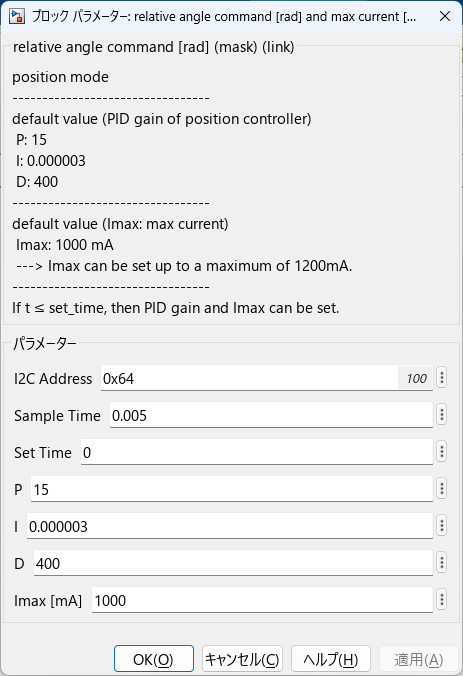 ブロック パラメーター: relative angle command [rad] and max current [...
relative angle command [rad] (mask) (link)
position mode
---------------------------------
default value (PID gain of position controller)
P: 15
I: 0.000003
D: 400
---------------------------------
default value (Imax: max current)
Imax: 1000 mA
---> Imax can be set up to a maximum of 1200mA.
---------------------------------
If t ≤ set_time, then PID gain and Imax can be set.
パラメーター
I2C Address 0x64 100
Sample Time 0.005
Set Time 0
P 15
I 0.000003
D 400
Imax [mA] 1000
OK(O) キャンセル(C) ヘルプ(H) 適用(A)